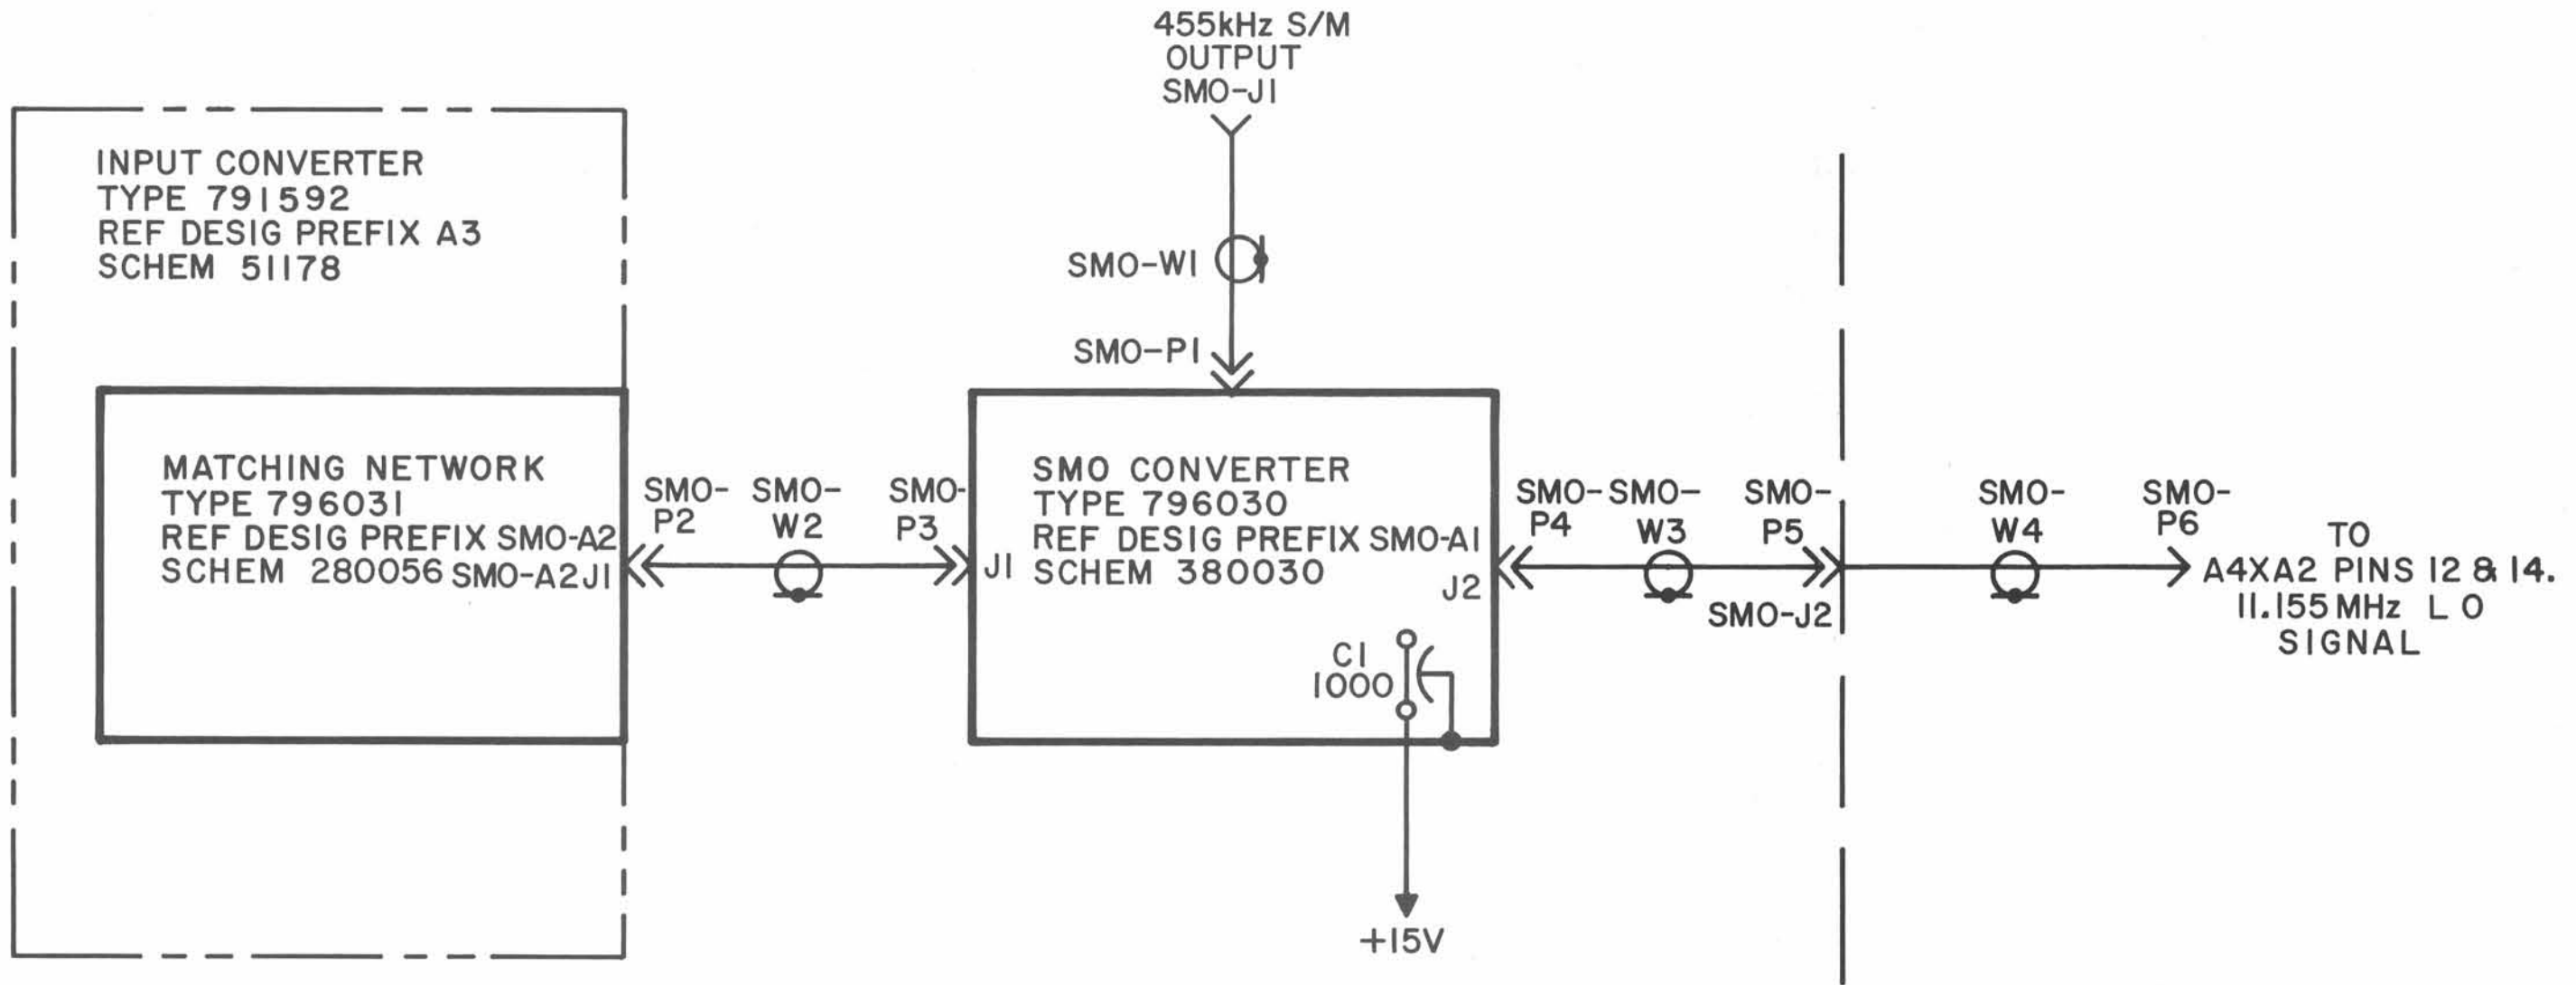 455kHz S/M
OUTPUT
SMO-J1
INPUT CONVERTER
TYPE 791592
REF DESIG PREFIX A3
SCHEM 51178
SMO-W1
SMO-P1
MATCHING NETWORK
TYPE 796031
REF DESIG PREFIX SMO-A2
SCHEM 280056 SMO-A2J1
SMO-
P2
SMO-
W2
SMO-
P3
J1
SMO CONVERTER
TYPE 796030
REF DESIG PREFIX SMO-A1
SCHEM 380030
J2
C1
1000
+15V
SMO-
P4
SMO-
W3
SMO-
P5
SMO-J2
SMO-
W4
SMO-
P6
TO
A4XA2 PINS 12 & 14.
11.155 MHz L O
SIGNAL